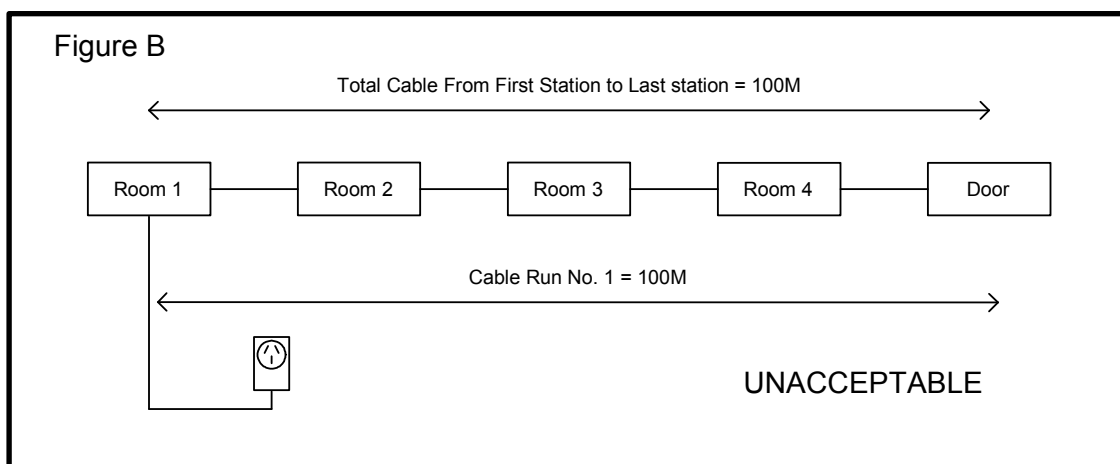 Figure B
Total Cable From First Station to Last station = 100M
Room 1 Room 2 Room 3 Room 4 Door
Cable Run No. 1 = 100M
UNACCEPTABLE